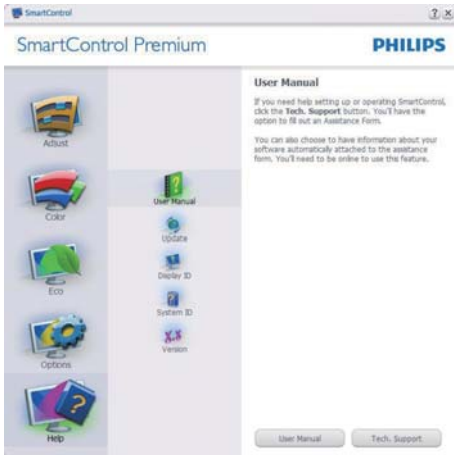 SmartControl
SmartControl Premium
PHILIPS
Adjust
Color
Eco
Options
Help
User Manual
Update
Display ID
System ID
Version
User Manual
If you need help setting up or operating SmartControl,
click the Tech. Support button. You'll have the
option to fill out an Assistance Form.
You can also choose to have information about your
software automatically attached to the assistance
form. You'll need to be online to use this feature.
User Manual
Tech. Support